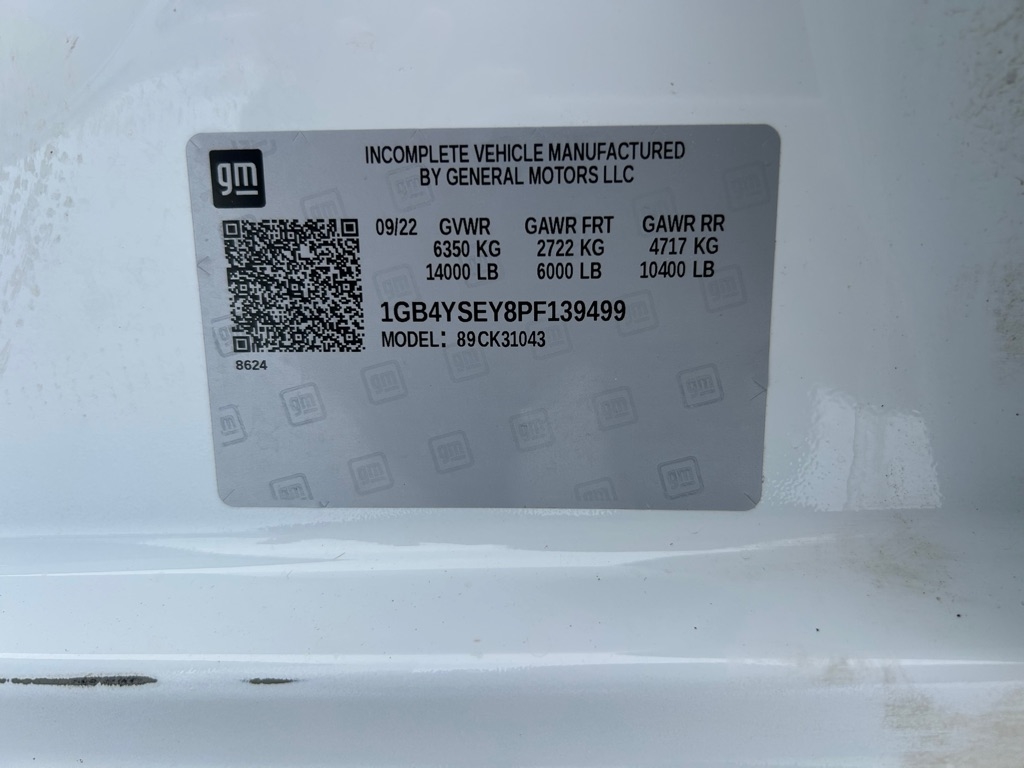 gm
INCOMPLETE VEHICLE MANUFACTURED
BY GENERAL MOTORS LLC
09/22 GVWR GAWR FRT GAWR RR
6350 KG 2722 KG 4717 KG
14000 LB 6000 LB 10400 LB
1GB4YSEY8PF139499
MODEL: 89CK31043
8624